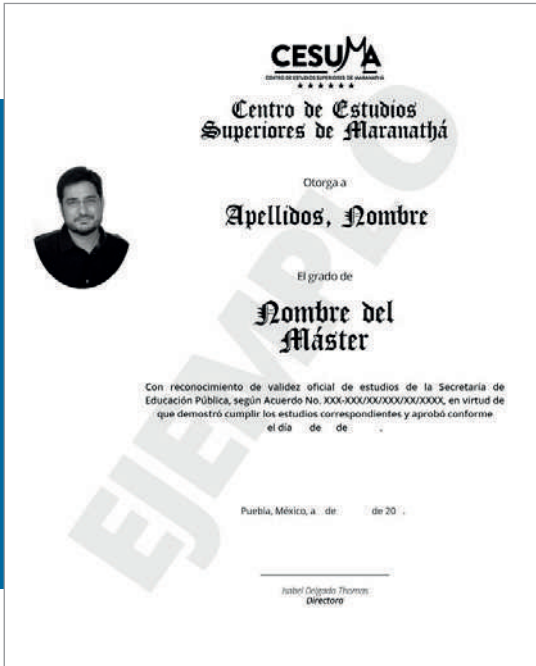 CESUMA
CENTRO DE ESTUDIOS SUPERIORES DE MARANATHÁ
Centro de Estudios
Superiores de Maranathá
Otorga a
Apellidos, Nombre
El grado de
Nombre del
Máster
Con reconocimiento de validez oficial de estudios de la Secretaría de
Educación Pública, según Acuerdo No. XXX-XXX/XX/XXX/XX/XXXX, en virtud de
que demostró cumplir los estudios correspondientes y aprobó conforme
el día de de .
EJEMPLO
Puebla, México, a de de 20 .
Isabel Delgado Thomas
Directora